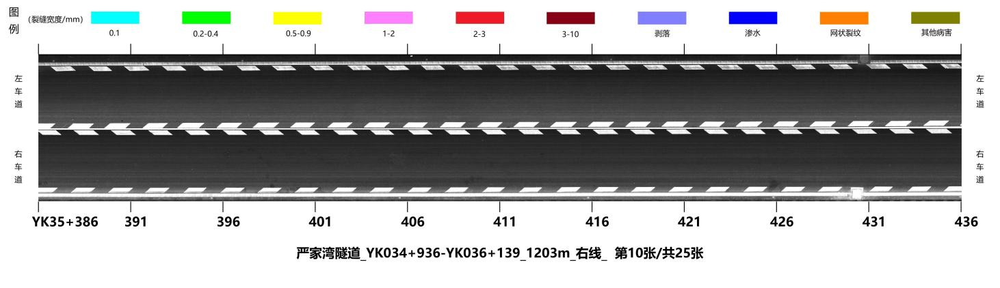 图例
(裂缝宽度/mm)
0.1 0.2-0.4 0.5-0.9 1-2 2-3 3-10 剥落 渗水 网状裂纹 其他病害
左车道 左车道
右车道 右车道
YK35+386 391 396 401 406 411 416 421 426 431 436
严家湾隧道_YK034+936-YK036+139_1203m_右线_ 第10张/共25张